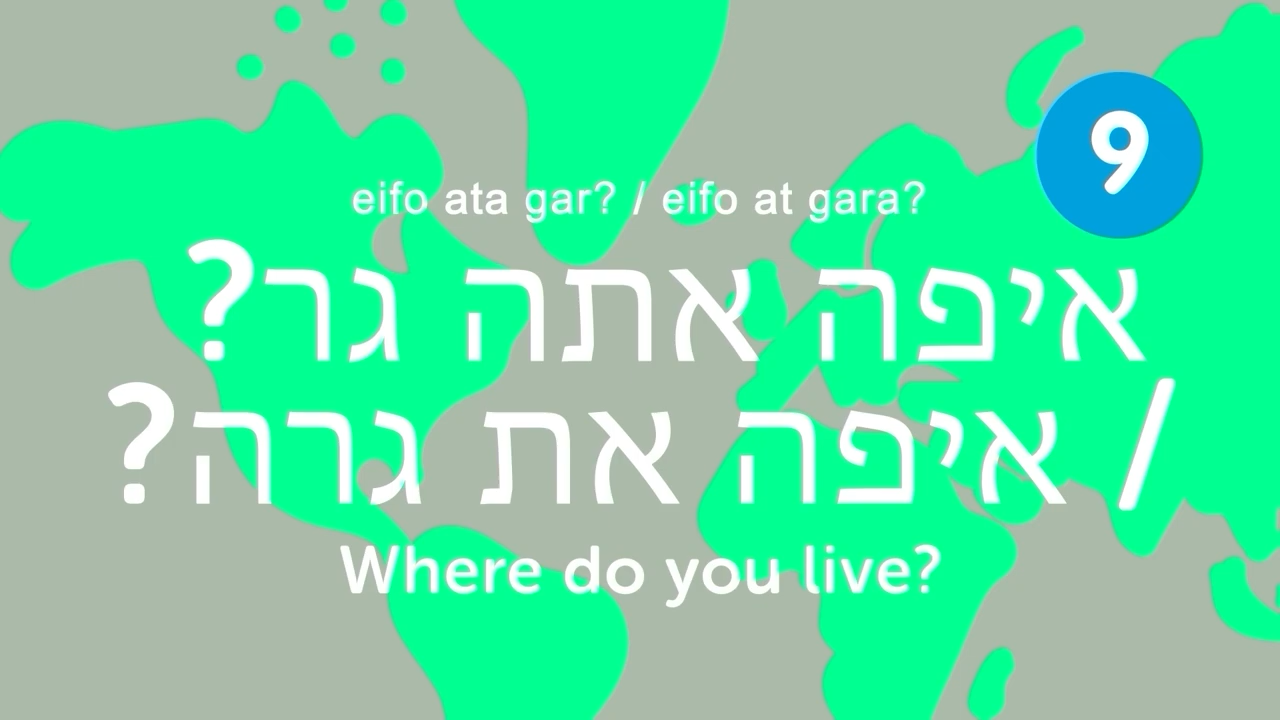 9
eifo ata gar? / eifo at gara?
איפה אתה גר?
/ איפה את גרה?
Where do you live?